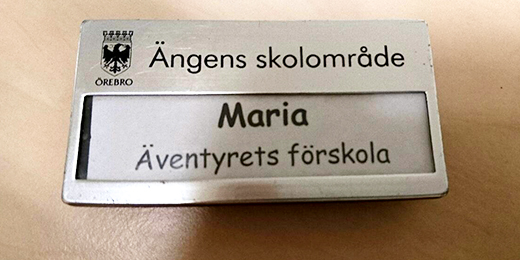 Ängens skolområde
ÖREBRO
Maria
Äventyrets förskola